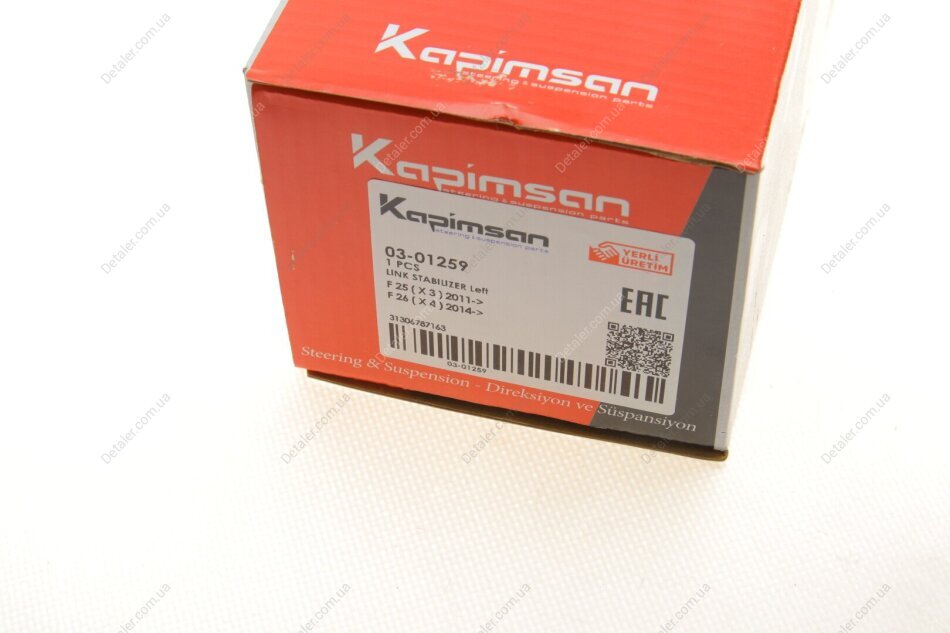 Kapimsan
steering & suspension parts
Kapimsan
steering & suspension parts
Kapimsan
steering & suspension parts
YERLİ
ÜRETİM
03-01259
1 PCS
LINK STABILIZER Left
F 25 ( X 3 ) 2011->
F 26 ( X 4 ) 2014->
EAC
31306787163
03-01259
Steering & Suspension - Direksiyon ve Süspansiyon
Detaler.com.ua